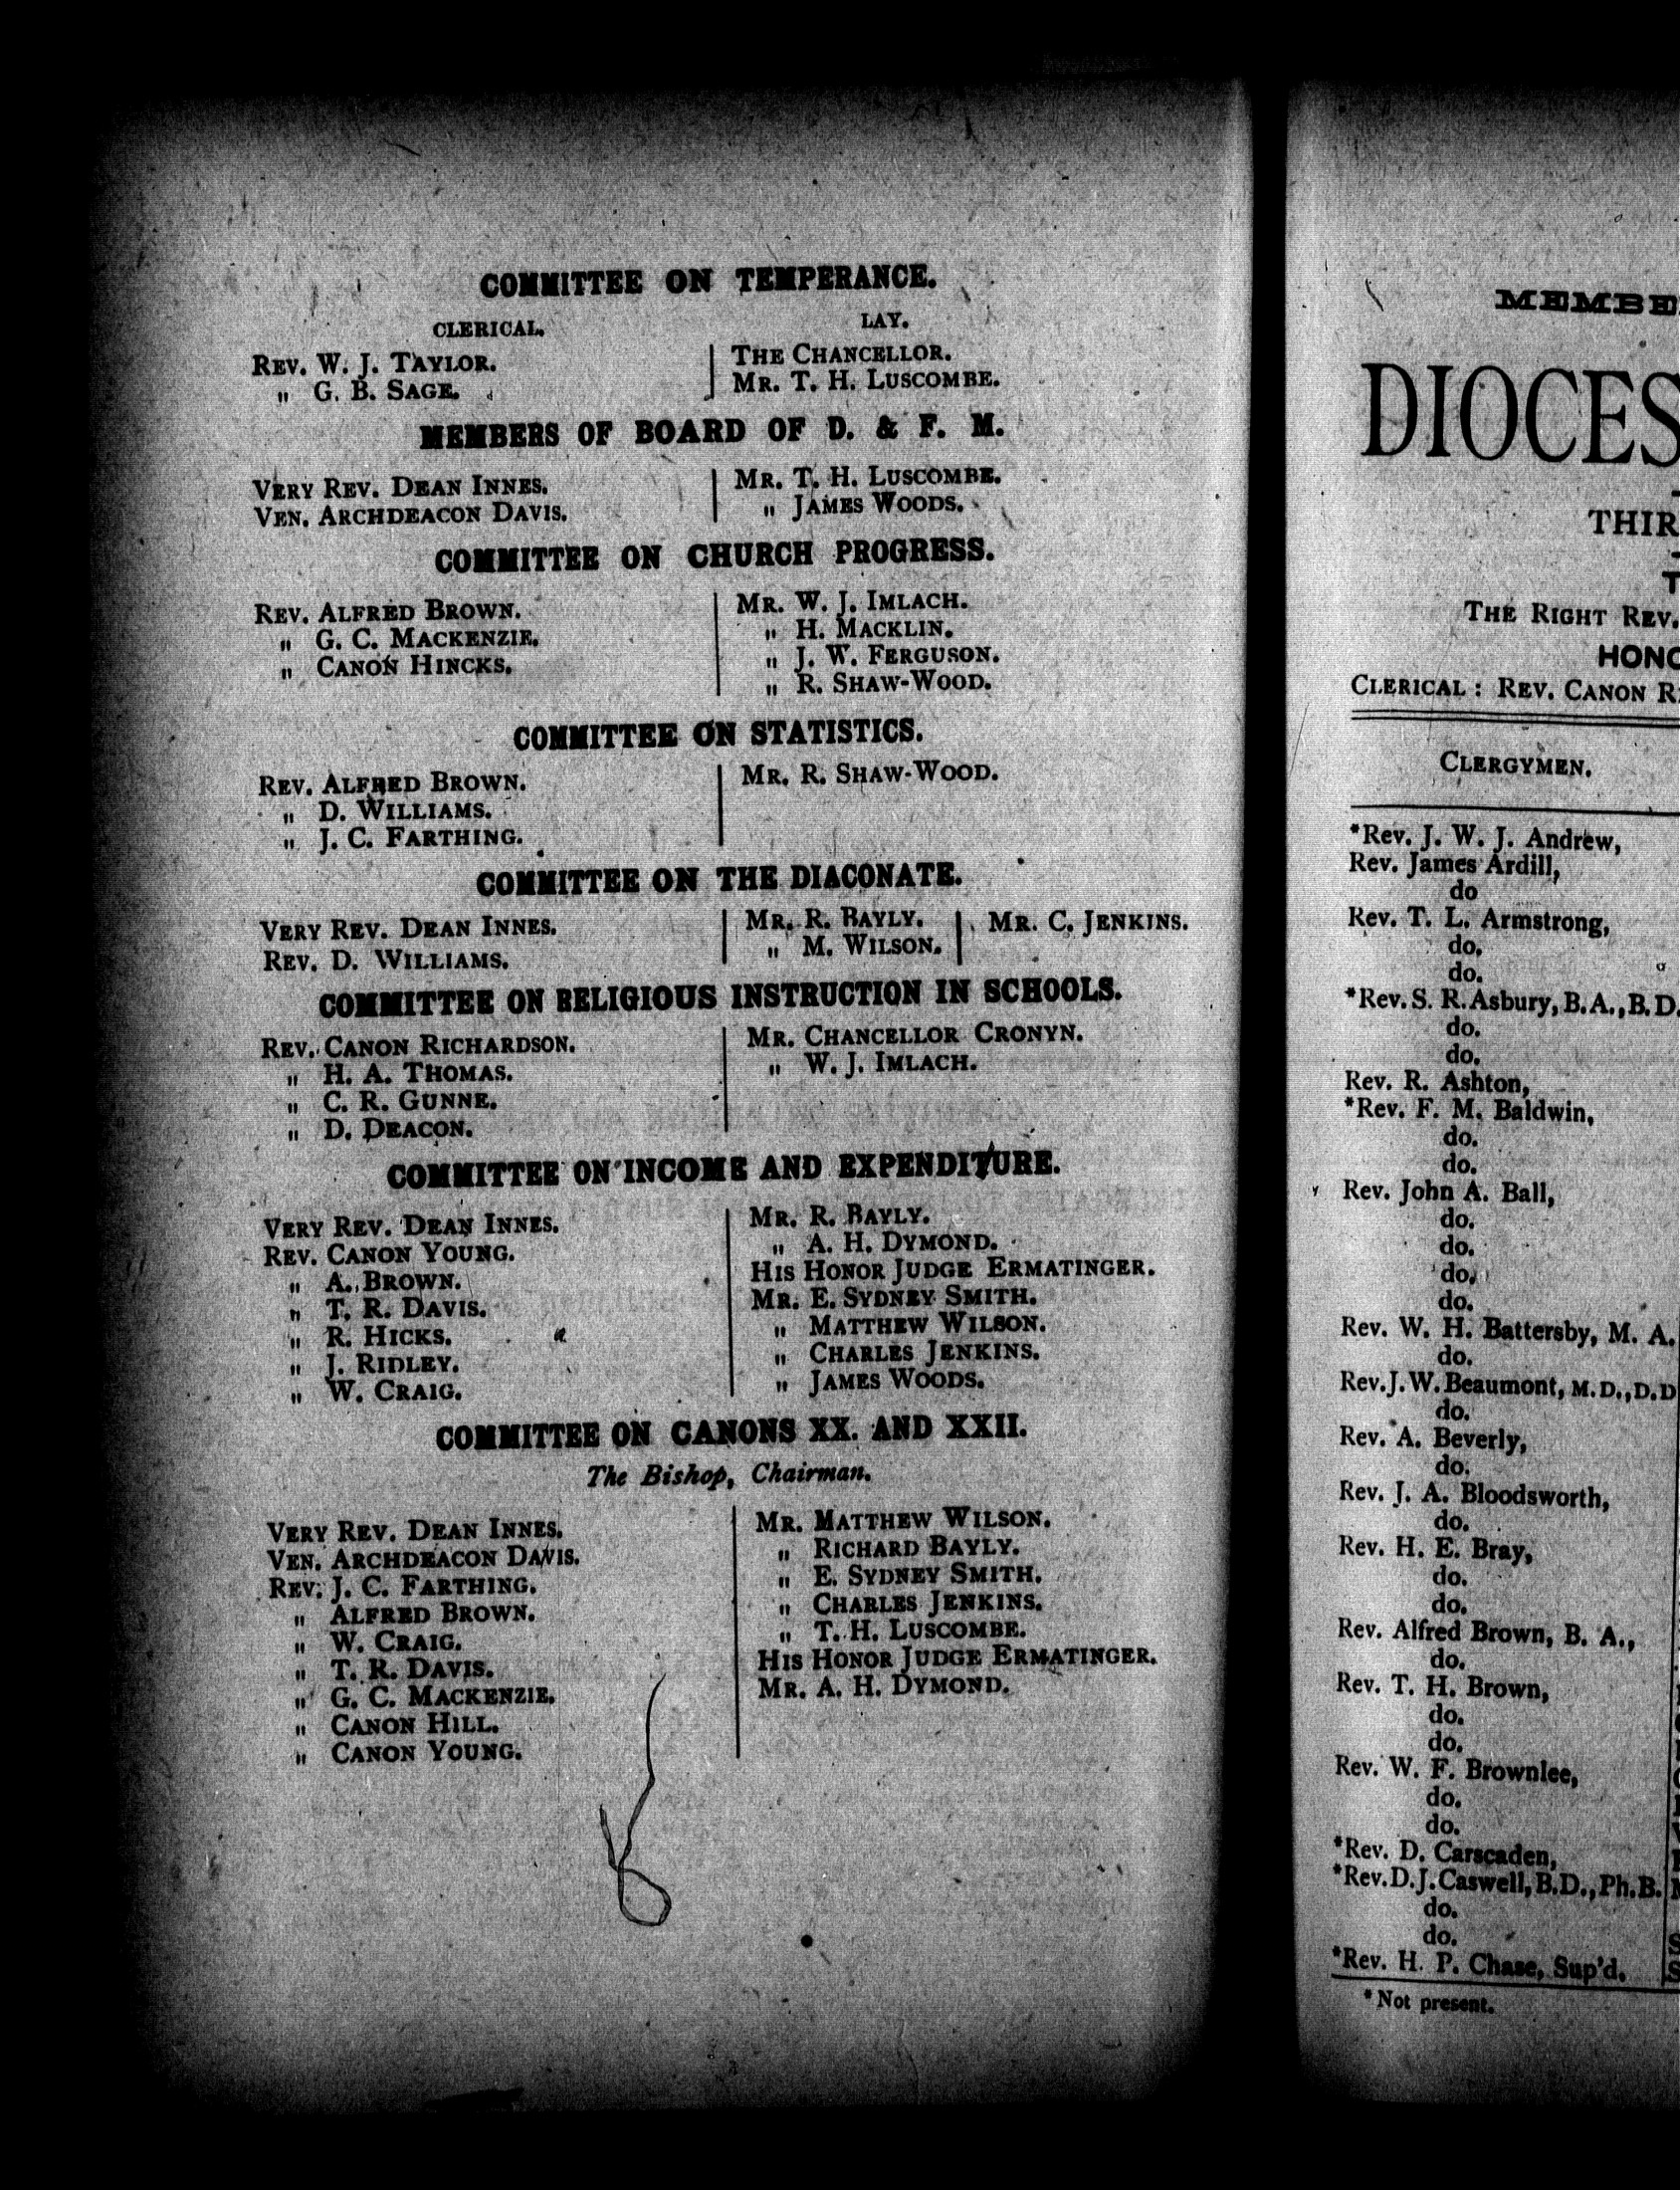 COMMITTEE ON TEMPERANCE.
CLERICAL. LAY.
REV. W. J. TAYLOR. THE CHANCELLOR.
" G. B. SAGE. MR. T. H. LUSCOMBE.
MEMBERS OF BOARD OF D. & F. M.
VERY REV. DEAN INNES. MR. T. H. LUSCOMBE.
VEN. ARCHDEACON DAVIS. " JAMES WOODS.
COMMITTEE ON CHURCH PROGRESS.
REV. ALFRED BROWN. MR. W. J. IMLACH.
" G. C. MACKENZIE. " H. MACKLIN.
" CANON HINCKS. " J. W. FERGUSON.
" R. SHAW-WOOD.
COMMITTEE ON STATISTICS.
REV. ALFRED BROWN. MR. R. SHAW-WOOD.
" D. WILLIAMS.
" J. C. FARTHING.
COMMITTEE ON THE DIACONATE.
VERY REV. DEAN INNES. MR. R. BAYLY. MR. C. JENKINS.
REV. D. WILLIAMS. " M. WILSON.
COMMITTEE ON RELIGIOUS INSTRUCTION IN SCHOOLS.
REV. CANON RICHARDSON. MR. CHANCELLOR CRONYN.
" H. A. THOMAS. " W. J. IMLACH.
" C. R. GUNNE.
" D. DEACON.
COMMITTEE ON INCOME AND EXPENDITURE.
VERY REV. DEAN INNES. MR. R. BAYLY.
REV. CANON YOUNG. " A. H. DYMOND.
" A. BROWN. HIS HONOR JUDGE ERMATINGER.
" T. R. DAVIS. MR. E. SYDNEY SMITH.
" R. HICKS. " MATTHEW WILSON.
" J. RIDLEY. " CHARLES JENKINS.
" W. CRAIG. " JAMES WOODS.
COMMITTEE ON CANONS XX. AND XXII.
The Bishop, Chairman.
VERY REV. DEAN INNES. MR. MATTHEW WILSON.
VEN. ARCHDEACON DAVIS. " RICHARD BAYLY.
REV. J. C. FARTHING. " E. SYDNEY SMITH.
" ALFRED BROWN. " CHARLES JENKINS.
" W. CRAIG. " T. H. LUSCOMBE.
" T. R. DAVIS. HIS HONOR JUDGE ERMATINGER.
" G. C. MACKENZIE. MR. A. H. DYMOND.
" CANON HILL.
" CANON YOUNG.
MEMBE
DIOCES
THIR
T
THE RIGHT REV.
HONO
CLERICAL: REV. CANON R
CLERGYMEN.
*Rev. J. W. J. Andrew,
Rev. James Ardill,
do
Rev. T. L. Armstrong,
do.
do.
*Rev. S. R. Asbury, B.A., B.D.
do.
do.
Rev. R. Ashton,
*Rev. F. M. Baldwin,
do.
do.
Rev. John A. Ball,
do.
do.
do.
do.
Rev. W. H. Battersby, M. A.
do.
Rev. J. W. Beaumont, M.D., D.D
do.
Rev. A. Beverly,
do.
Rev. J. A. Bloodsworth,
do.
Rev. H. E. Bray,
do.
do.
Rev. Alfred Brown, B. A.,
do.
Rev. T. H. Brown,
do.
do.
Rev. W. F. Brownlee,
do.
do.
*Rev. D. Carscaden,
*Rev. D. J. Caswell, B.D., Ph.B.
do.
do.
*Rev. H. P. Chase, Sup'd.
*Not present.